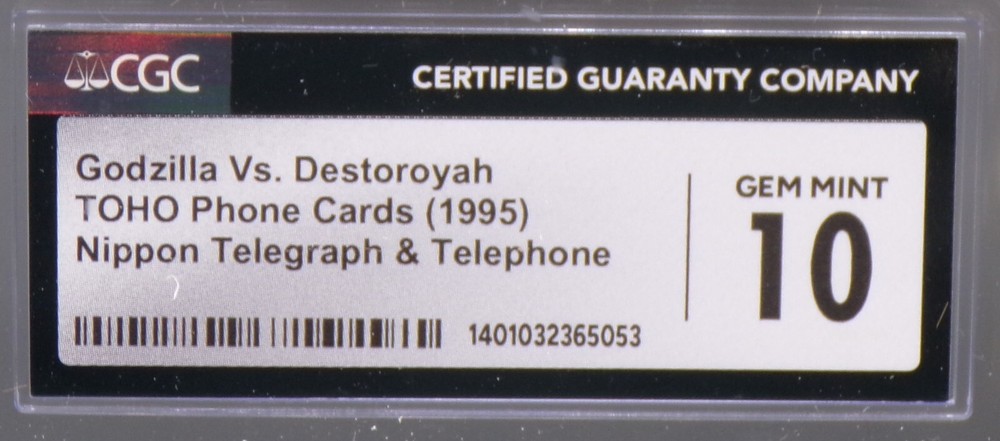 CGC
CERTIFIED GUARANTY COMPANY
Godzilla Vs. Destoroyah
TOHO Phone Cards (1995)
Nippon Telegraph & Telephone
1401032365053
GEM MINT
10